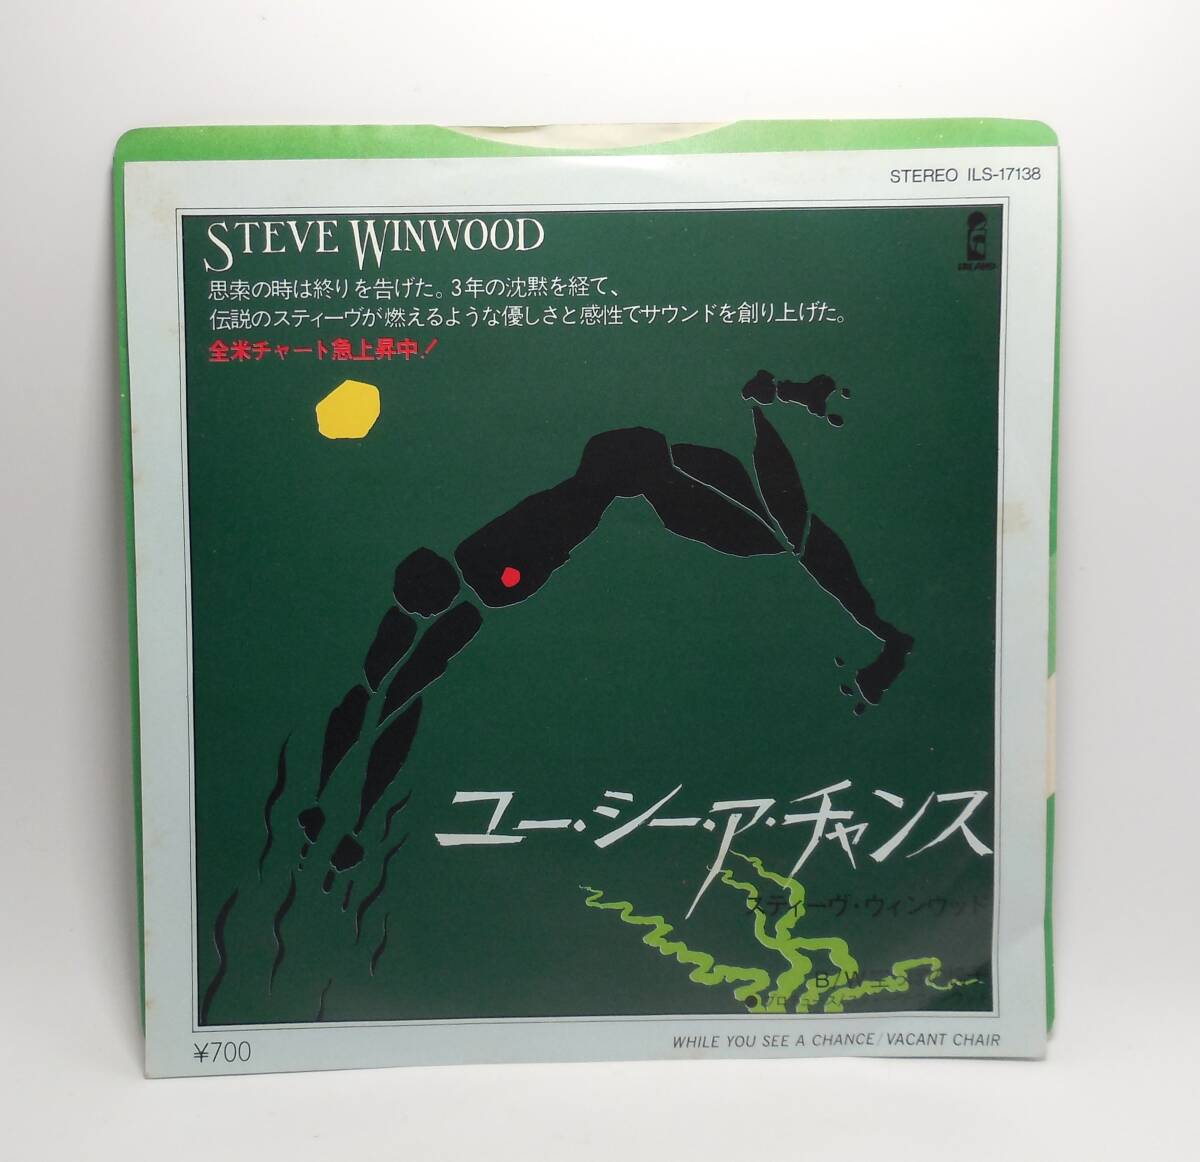 STEREO ILS-17138
STEVE WINWOOD
ISLAND
思索の時は終りを告げた。3年の沈黙を経て、
伝説のスティーヴが燃えるような優しさと感性でサウンドを創り上げた。
全米チャート急上昇中!
ユー・シー・ア・チャンス
スティーヴ・ウィンウッド
B/W
WHILE YOU SEE A CHANCE/VACANT CHAIR
¥700